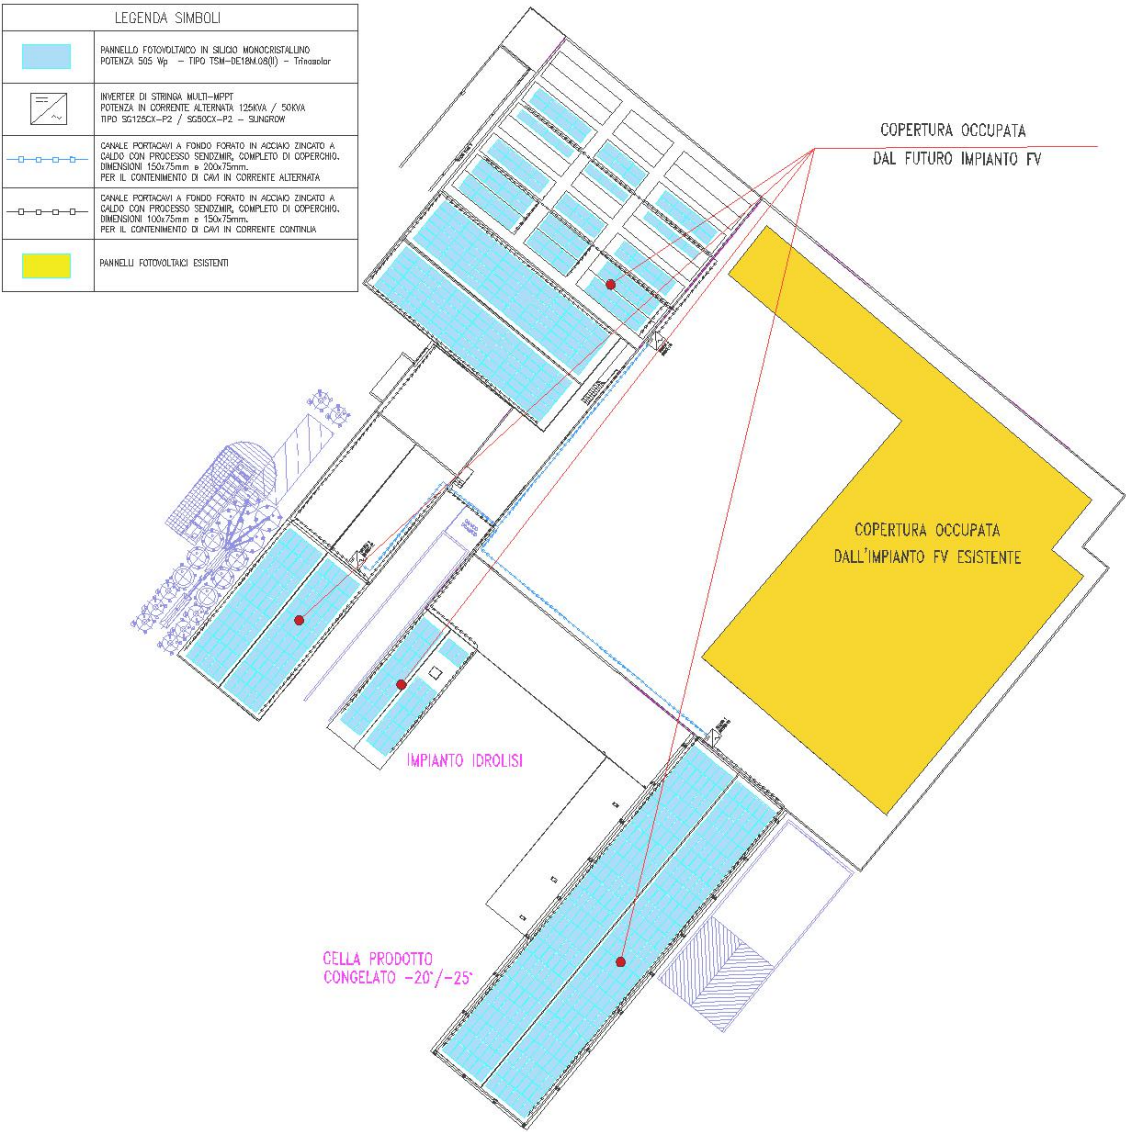 LEGENDA SIMBOLI
PANNELLO FOTOVOLTAICO IN SILICIO MONOCRISTALLINO
POTENZA 505 Wp - TIPO TSM-DE18M.08(II) - Trinasolar
INVERTER DI STRINGA MULTI-MPPT
POTENZA IN CORRENTE ALTERNATA 125KVA / 50KVA
TIPO SG125CX-P2 / SG50CX-P2 - SUNGROW
CANALE PORTACAVI A FONDO FORATO IN ACCIAIO ZINCATO A
CALDO CON PROCESSO SENDZIMIR, COMPLETO DI COPERCHIO.
DIMENSIONI 150x75mm e 200x75mm.
PER IL CONTENIMENTO DI CAVI IN CORRENTE ALTERNATA
CANALE PORTACAVI A FONDO FORATO IN ACCIAIO ZINCATO A
CALDO CON PROCESSO SENDZIMIR, COMPLETO DI COPERCHIO.
DIMENSIONI 100x75mm e 150x75mm.
PER IL CONTENIMENTO DI CAVI IN CORRENTE CONTINUA
PANNELLI FOTOVOLTAICI ESISTENTI
COPERTURA OCCUPATA
DAL FUTURO IMPIANTO FV
COPERTURA OCCUPATA
DALL'IMPIANTO FV ESISTENTE
IMPIANTO IDROLISI
CELLA PRODOTTO
CONGELATO -20°/-25°